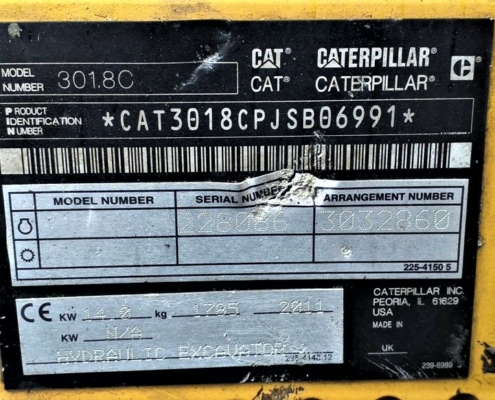 CAT CATERPILLAR C
MODEL NUMBER 301.8C CAT CATERPILLAR
PRODUCT IDENTIFICATION NUMBER *CAT3018CPJSB06991*
MODEL NUMBER SERIAL NUMBER ARRANGEMENT NUMBER
228086 3032860
225-4150 5
CE KW 14.0 kg 1785 2011
KW N/A
HYDRAULIC EXCAVATOR
CATERPILLAR INC.
PEORIA, IL 61629
USA
MADE IN
UK